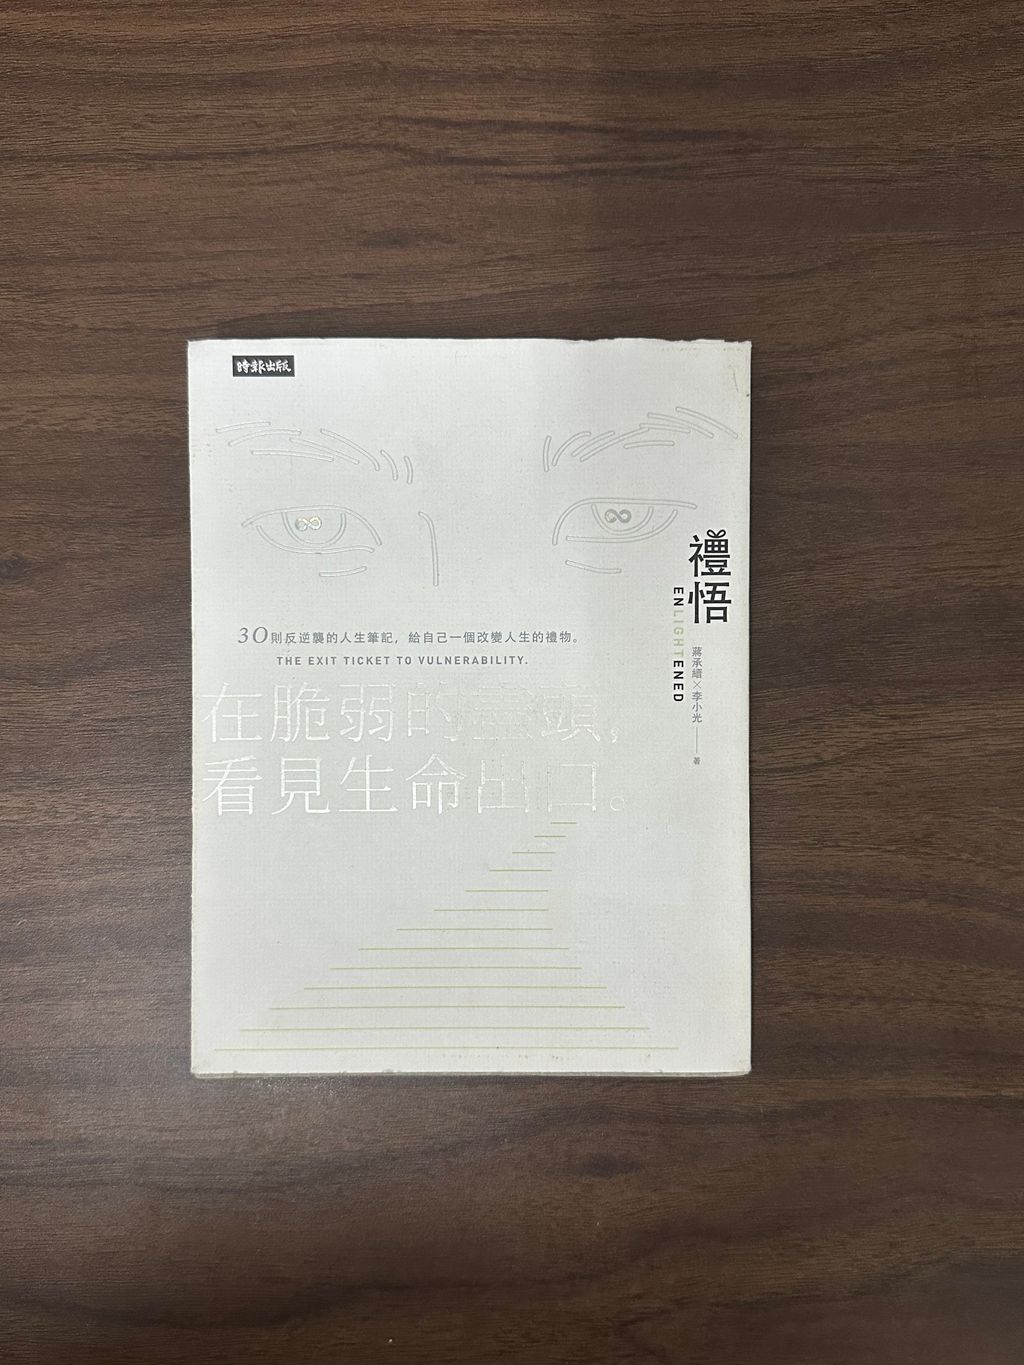 時報出版
禮悟
ENLIGHTENED
蔣承縉×李小光——著
30則反逆襲的人生筆記，給自己一個改變人生的禮物。
THE EXIT TICKET TO VULNERABILITY.
在脆弱的盡頭，
看見生命出口。